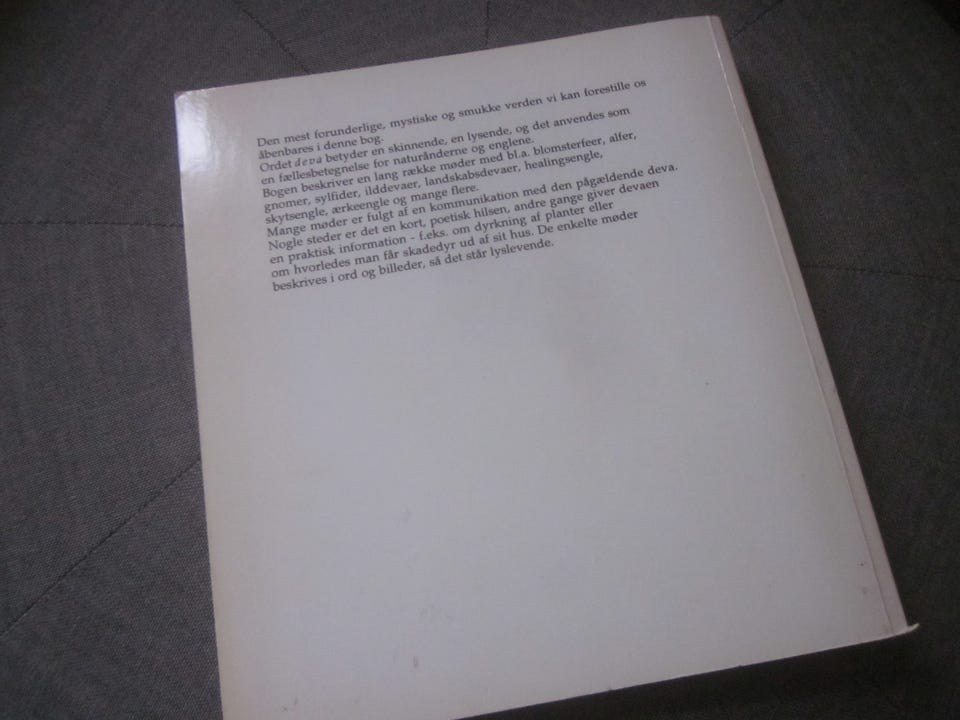 Den mest forunderlige, mystiske og smukke verden vi kan forestille os
åbenbares i denne bog.
Ordet deva betyder en skinnende, en lysende, og det anvendes som
en fællesbetegnelse for naturånderne og englene.
Bogen beskriver en lang række møder med bl.a. blomsterfeer, alfer,
gnomer, sylfider, ilddevaer, landskabsdevaer, healingsengle,
skytsengle, ærkeengle og mange flere.
Mange møder er fulgt af en kommunikation med den pågældende deva.
Nogle steder er det en kort, poetisk hilsen, andre gange giver devaen
en praktisk information - f.eks. om dyrkning af planter eller
om hvorledes man får skadedyr ud af sit hus. De enkelte møder
beskrives i ord og billeder, så det står lyslevende.